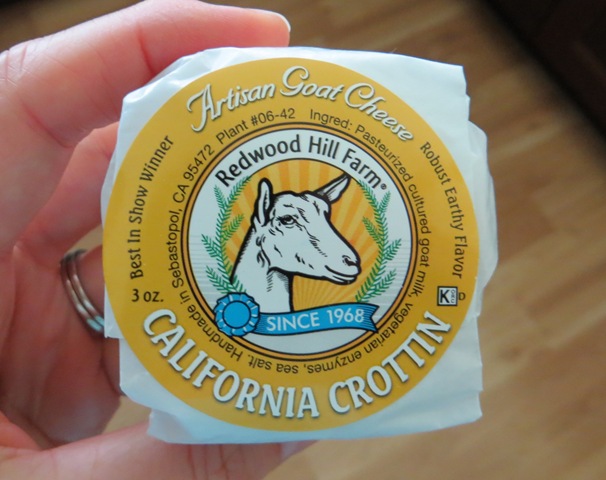 Artisan Goat Cheese
Best In Show Winner
Robust Earthy Flavor
Handmade in Sebastopol, CA 95472 Plant #06-42 Ingred: Pasteurized cultured goat milk, vegetarian enzymes, sea salt.
Redwood Hill Farm®
SINCE 1968
3 oz.
K D
CALIFORNIA CROTTIN